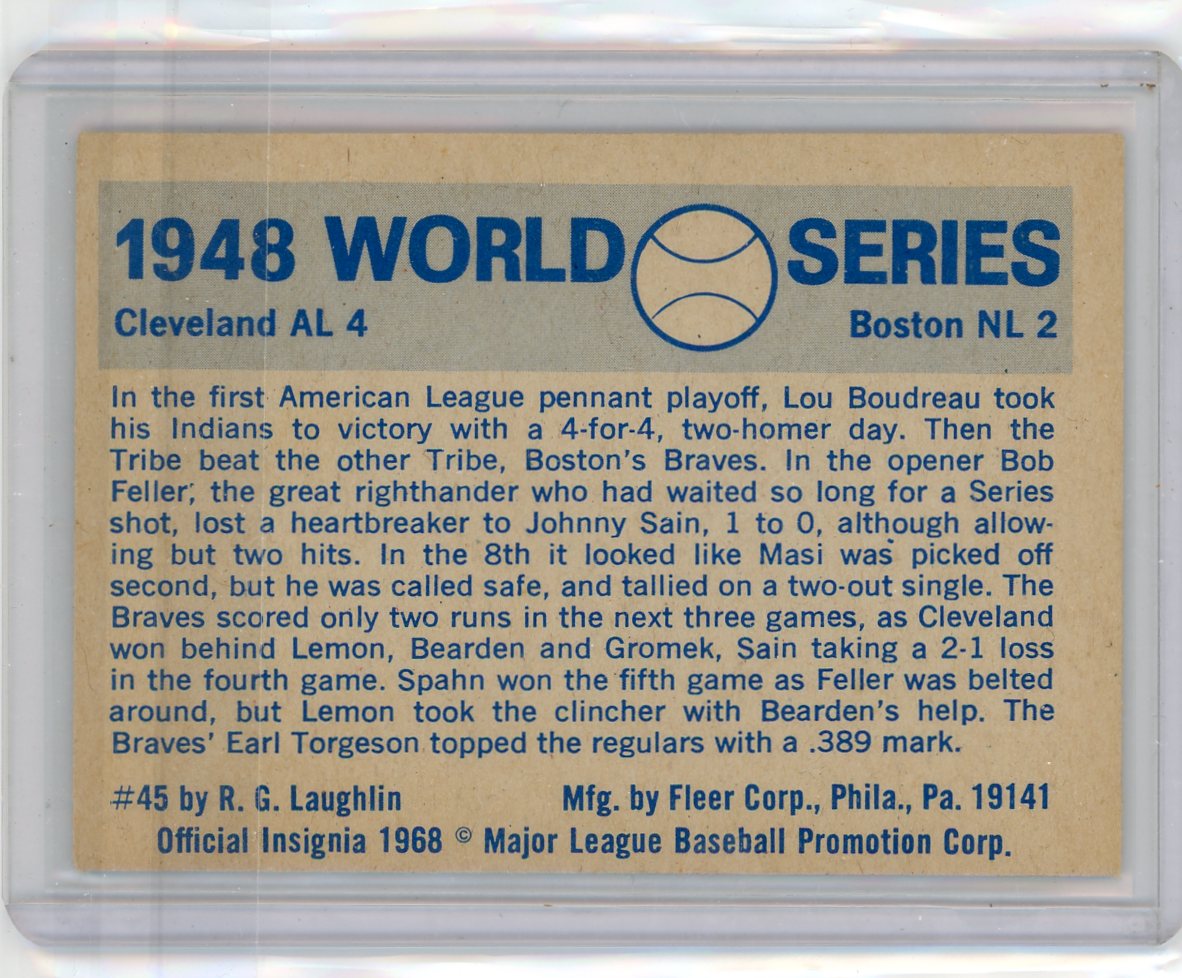 1948 WORLD SERIES
Cleveland AL 4 Boston NL 2
In the first American League pennant playoff, Lou Boudreau took
his Indians to victory with a 4-for-4, two-homer day. Then the
Tribe beat the other Tribe, Boston's Braves. In the opener Bob
Feller, the great righthander who had waited so long for a Series
shot, lost a heartbreaker to Johnny Sain, 1 to 0, although allow-
ing but two hits. In the 8th it looked like Masi was picked off
second, but he was called safe, and tallied on a two-out single. The
Braves scored only two runs in the next three games, as Cleveland
won behind Lemon, Bearden and Gromek, Sain taking a 2-1 loss
in the fourth game. Spahn won the fifth game as Feller was belted
around, but Lemon took the clincher with Bearden's help. The
Braves' Earl Torgeson topped the regulars with a .389 mark.
#45 by R. G. Laughlin Mfg. by Fleer Corp., Phila., Pa. 19141
Official Insignia 1968 © Major League Baseball Promotion Corp.